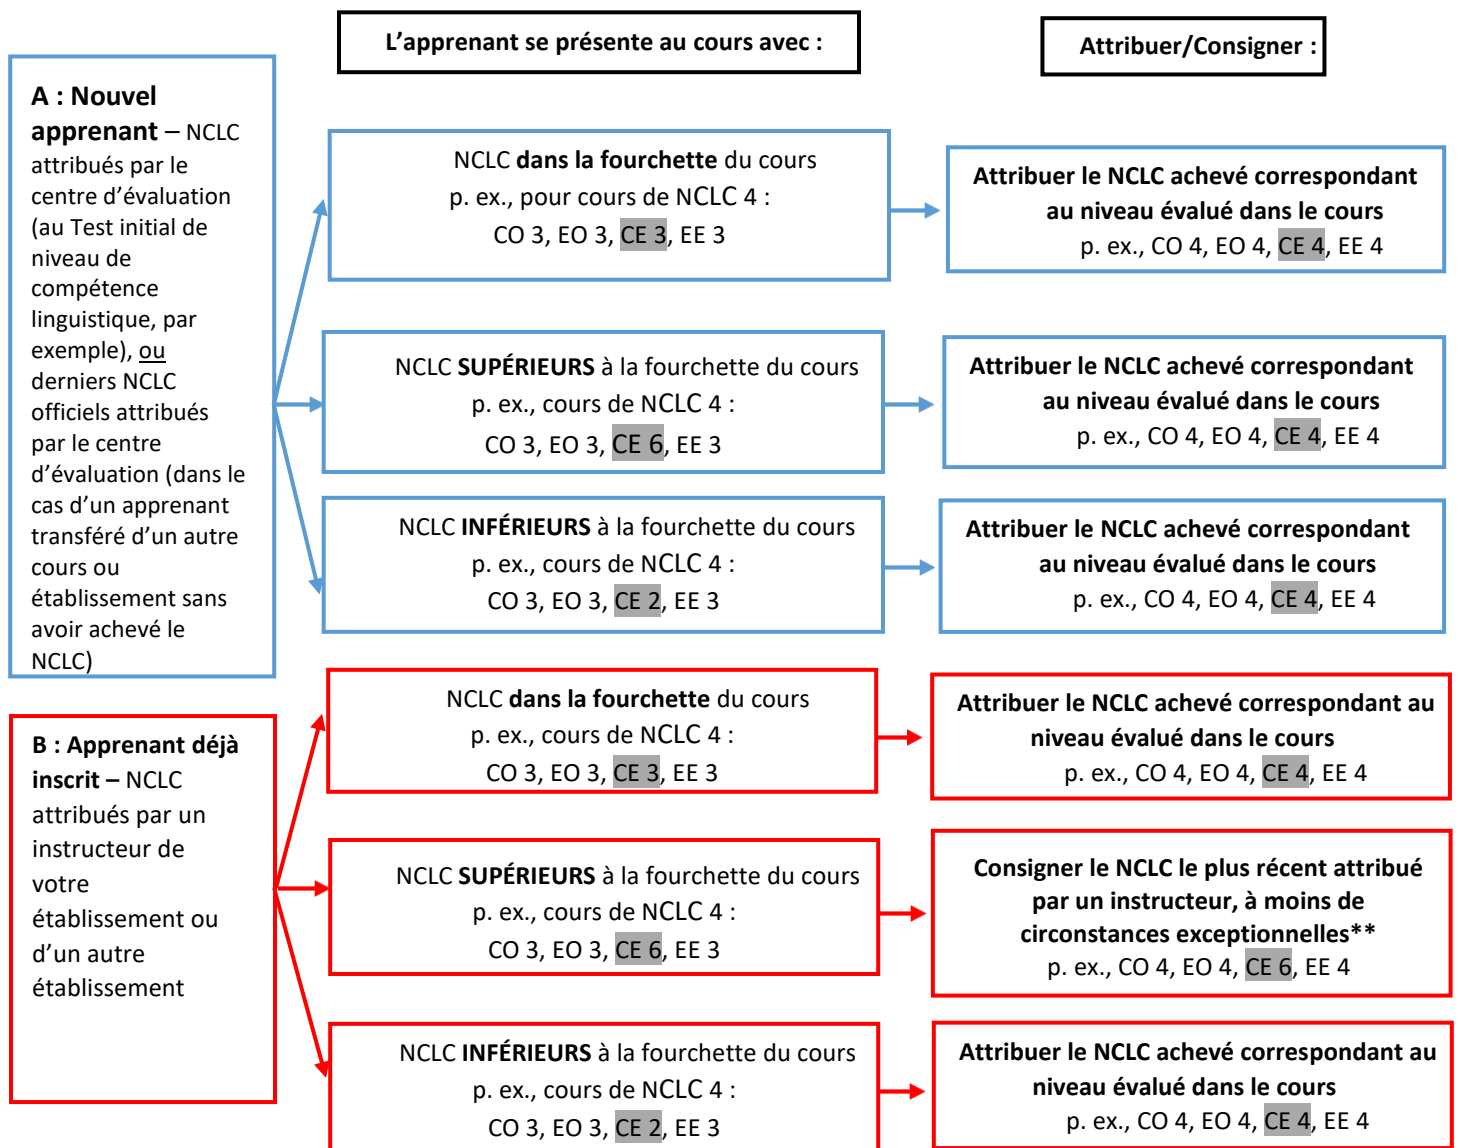 L’apprenant se présente au cours avec :
Attribuer/Consigner :
A : Nouvel
apprenant – NCLC
attribués par le
centre d’évaluation
(au Test initial de
niveau de
compétence
linguistique, par
exemple), ou
derniers NCLC
officiels attribués
par le centre
d’évaluation (dans le
cas d’un apprenant
transféré d’un autre
cours ou
établissement sans
avoir achevé le
NCLC)
NCLC dans la fourchette du cours
p. ex., pour cours de NCLC 4 :
CO 3, EO 3, CE 3, EE 3
Attribuer le NCLC achevé correspondant
au niveau évalué dans le cours
p. ex., CO 4, EO 4, CE 4, EE 4
NCLC SUPÉRIEURS à la fourchette du cours
p. ex., cours de NCLC 4 :
CO 3, EO 3, CE 6, EE 3
Attribuer le NCLC achevé correspondant
au niveau évalué dans le cours
p. ex., CO 4, EO 4, CE 4, EE 4
NCLC INFÉRIEURS à la fourchette du cours
p. ex., cours de NCLC 4 :
CO 3, EO 3, CE 2, EE 3
Attribuer le NCLC achevé correspondant
au niveau évalué dans le cours
p. ex., CO 4, EO 4, CE 4, EE 4
B : Apprenant déjà
inscrit – NCLC
attribués par un
instructeur de
votre
établissement ou
d’un autre
établissement
NCLC dans la fourchette du cours
p. ex., cours de NCLC 4 :
CO 3, EO 3, CE 3, EE 3
Attribuer le NCLC achevé correspondant au
niveau évalué dans le cours
p. ex., CO 4, EO 4, CE 4, EE 4
NCLC SUPÉRIEURS à la fourchette du cours
p. ex., cours de NCLC 4 :
CO 3, EO 3, CE 6, EE 3
Consigner le NCLC le plus récent attribué
par un instructeur, à moins de
circonstances exceptionnelles**
p. ex., CO 4, EO 4, CE 6, EE 4
NCLC INFÉRIEURS à la fourchette du cours
p. ex., cours de NCLC 4 :
CO 3, EO 3, CE 2, EE 3
Attribuer le NCLC achevé correspondant au
niveau évalué dans le cours
p. ex., CO 4, EO 4, CE 4, EE 4